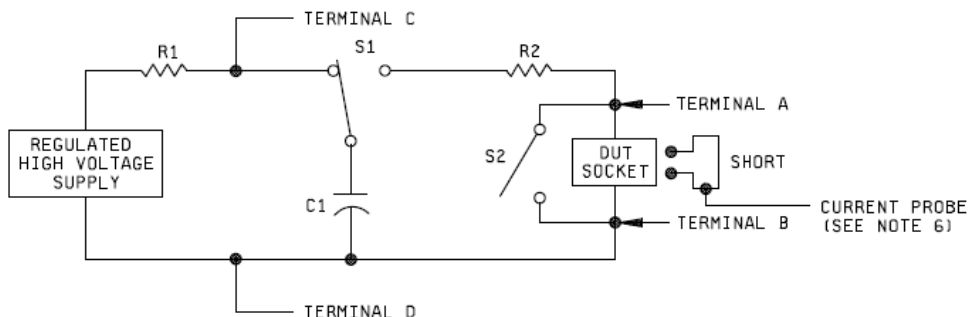 TERMINAL C
R1
S1
R2
TERMINAL A
REGULATED
HIGH VOLTAGE
SUPPLY
S2
DUT
SOCKET
SHORT
C1
TERMINAL B
CURRENT PROBE
(SEE NOTE 6)
TERMINAL D